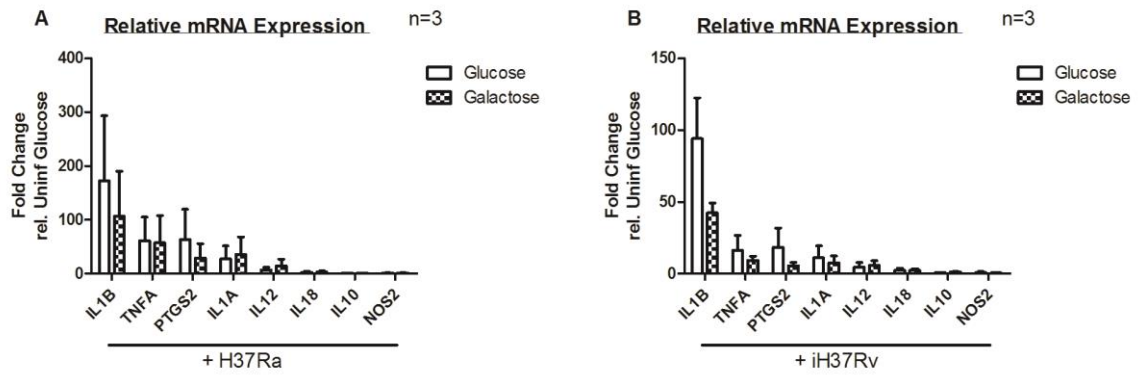 A Relative mRNA Expression n=3
400
300
200
100
0
Fold Change
rel. Uninf Glucose
Glucose
Galactose
IL1B TNFA PTGS2 IL1A IL12 IL18 IL10 NOS2
+ H37Ra
B Relative mRNA Expression n=3
150
100
50
0
Fold Change
rel. Uninf Glucose
Glucose
Galactose
IL1B TNFA PTGS2 IL1A IL12 IL18 IL10 NOS2
+ iH37Rv